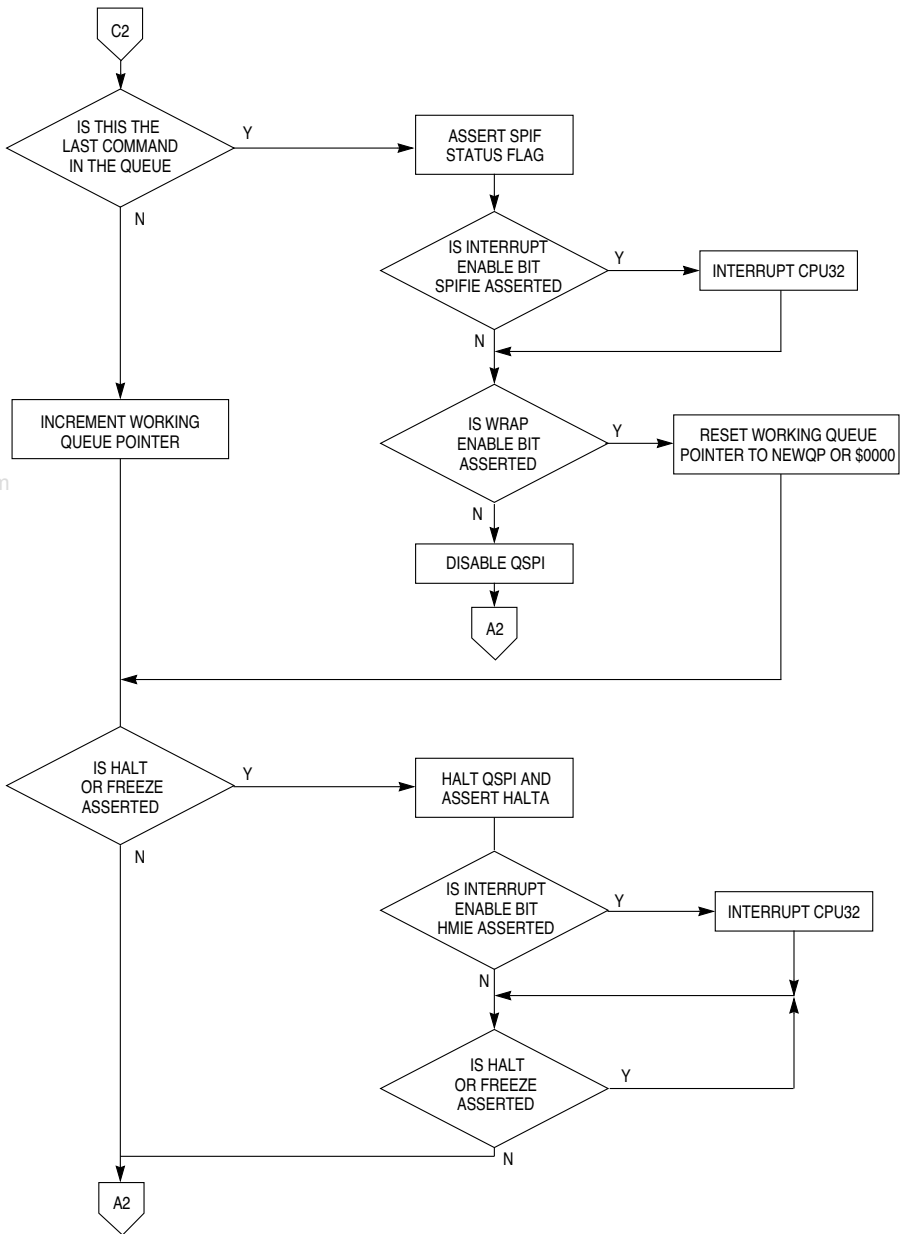 C2
IS THIS THE
LAST COMMAND
IN THE QUEUE
Y
N
ASSERT SPIF
STATUS FLAG
IS INTERRUPT
ENABLE BIT
SPIFIE ASSERTED
Y
N
INTERRUPT CPU32
INCREMENT WORKING
QUEUE POINTER
IS WRAP
ENABLE BIT
ASSERTED
Y
N
RESET WORKING QUEUE
POINTER TO NEWQP OR $0000
DISABLE QSPI
A2
IS HALT
OR FREEZE
ASSERTED
Y
N
HALT QSPI AND
ASSERT HALTA
IS INTERRUPT
ENABLE BIT
HMIE ASSERTED
Y
N
INTERRUPT CPU32
IS HALT
OR FREEZE
ASSERTED
Y
N
A2